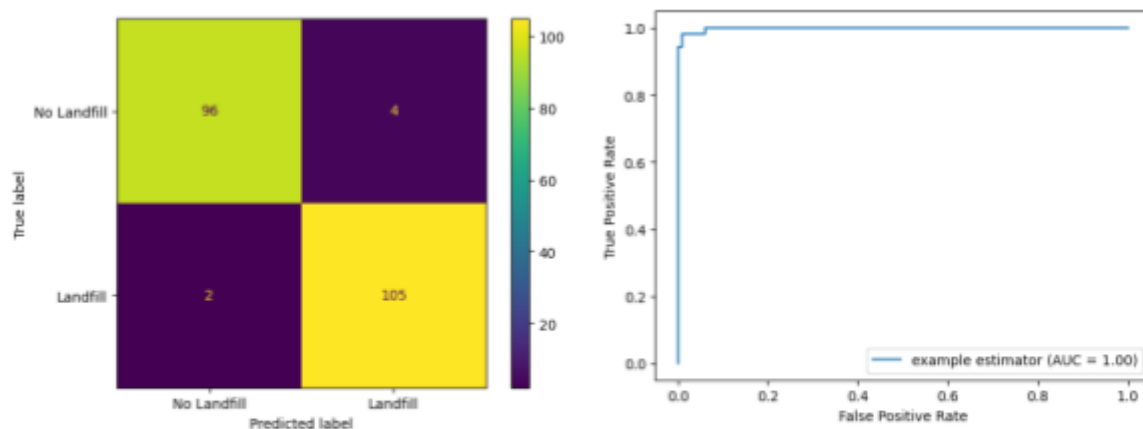 True label
No Landfill
Landfill
96
4
2
105
No Landfill
Landfill
Predicted label
100
80
60
40
20
True Positive Rate
1.0
0.8
0.6
0.4
0.2
0.0
example estimator (AUC = 1.00)
0.0
0.2
0.4
0.6
0.8
1.0
False Positive Rate